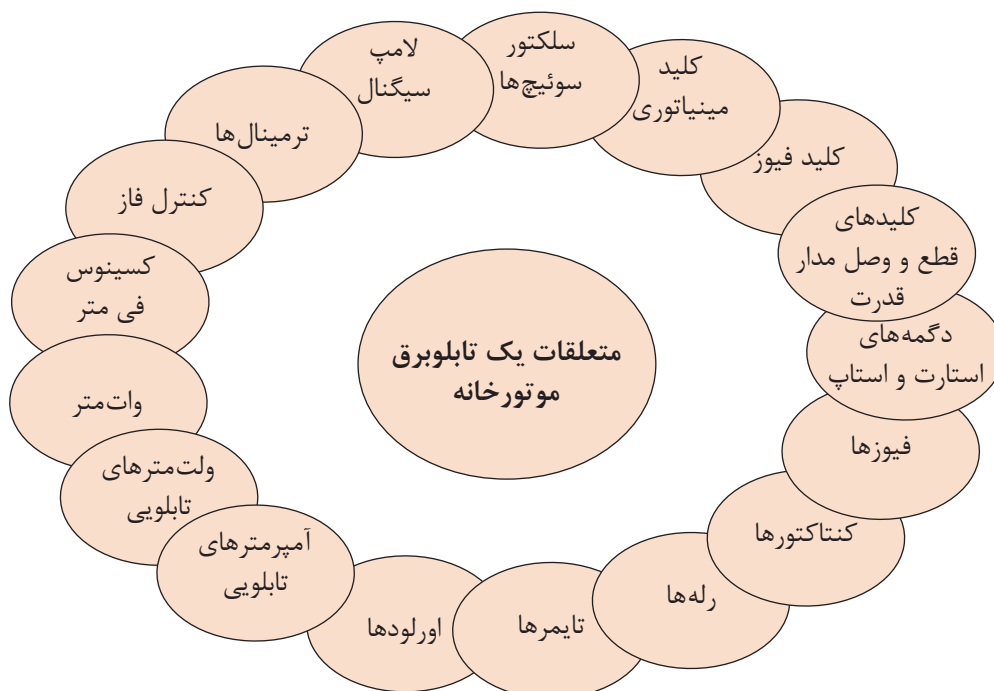 متعلقات یک تابلوبرق
موتورخانه
سلکتور
سوئیچ‌ها
کلید
مینیاتوری
کلید فیوز
کلیدهای
قطع و وصل مدار
قدرت
دگمه‌های
استارت و استاپ
فیوزها
کنتاکتورها
رله‌ها
تایمرها
اورلودها
آمپرمترهای
تابلویی
ولت‌مترهای
تابلویی
وات‌متر
کسینوس
فی متر
کنترل فاز
ترمینال‌ها
لامپ
سیگنال